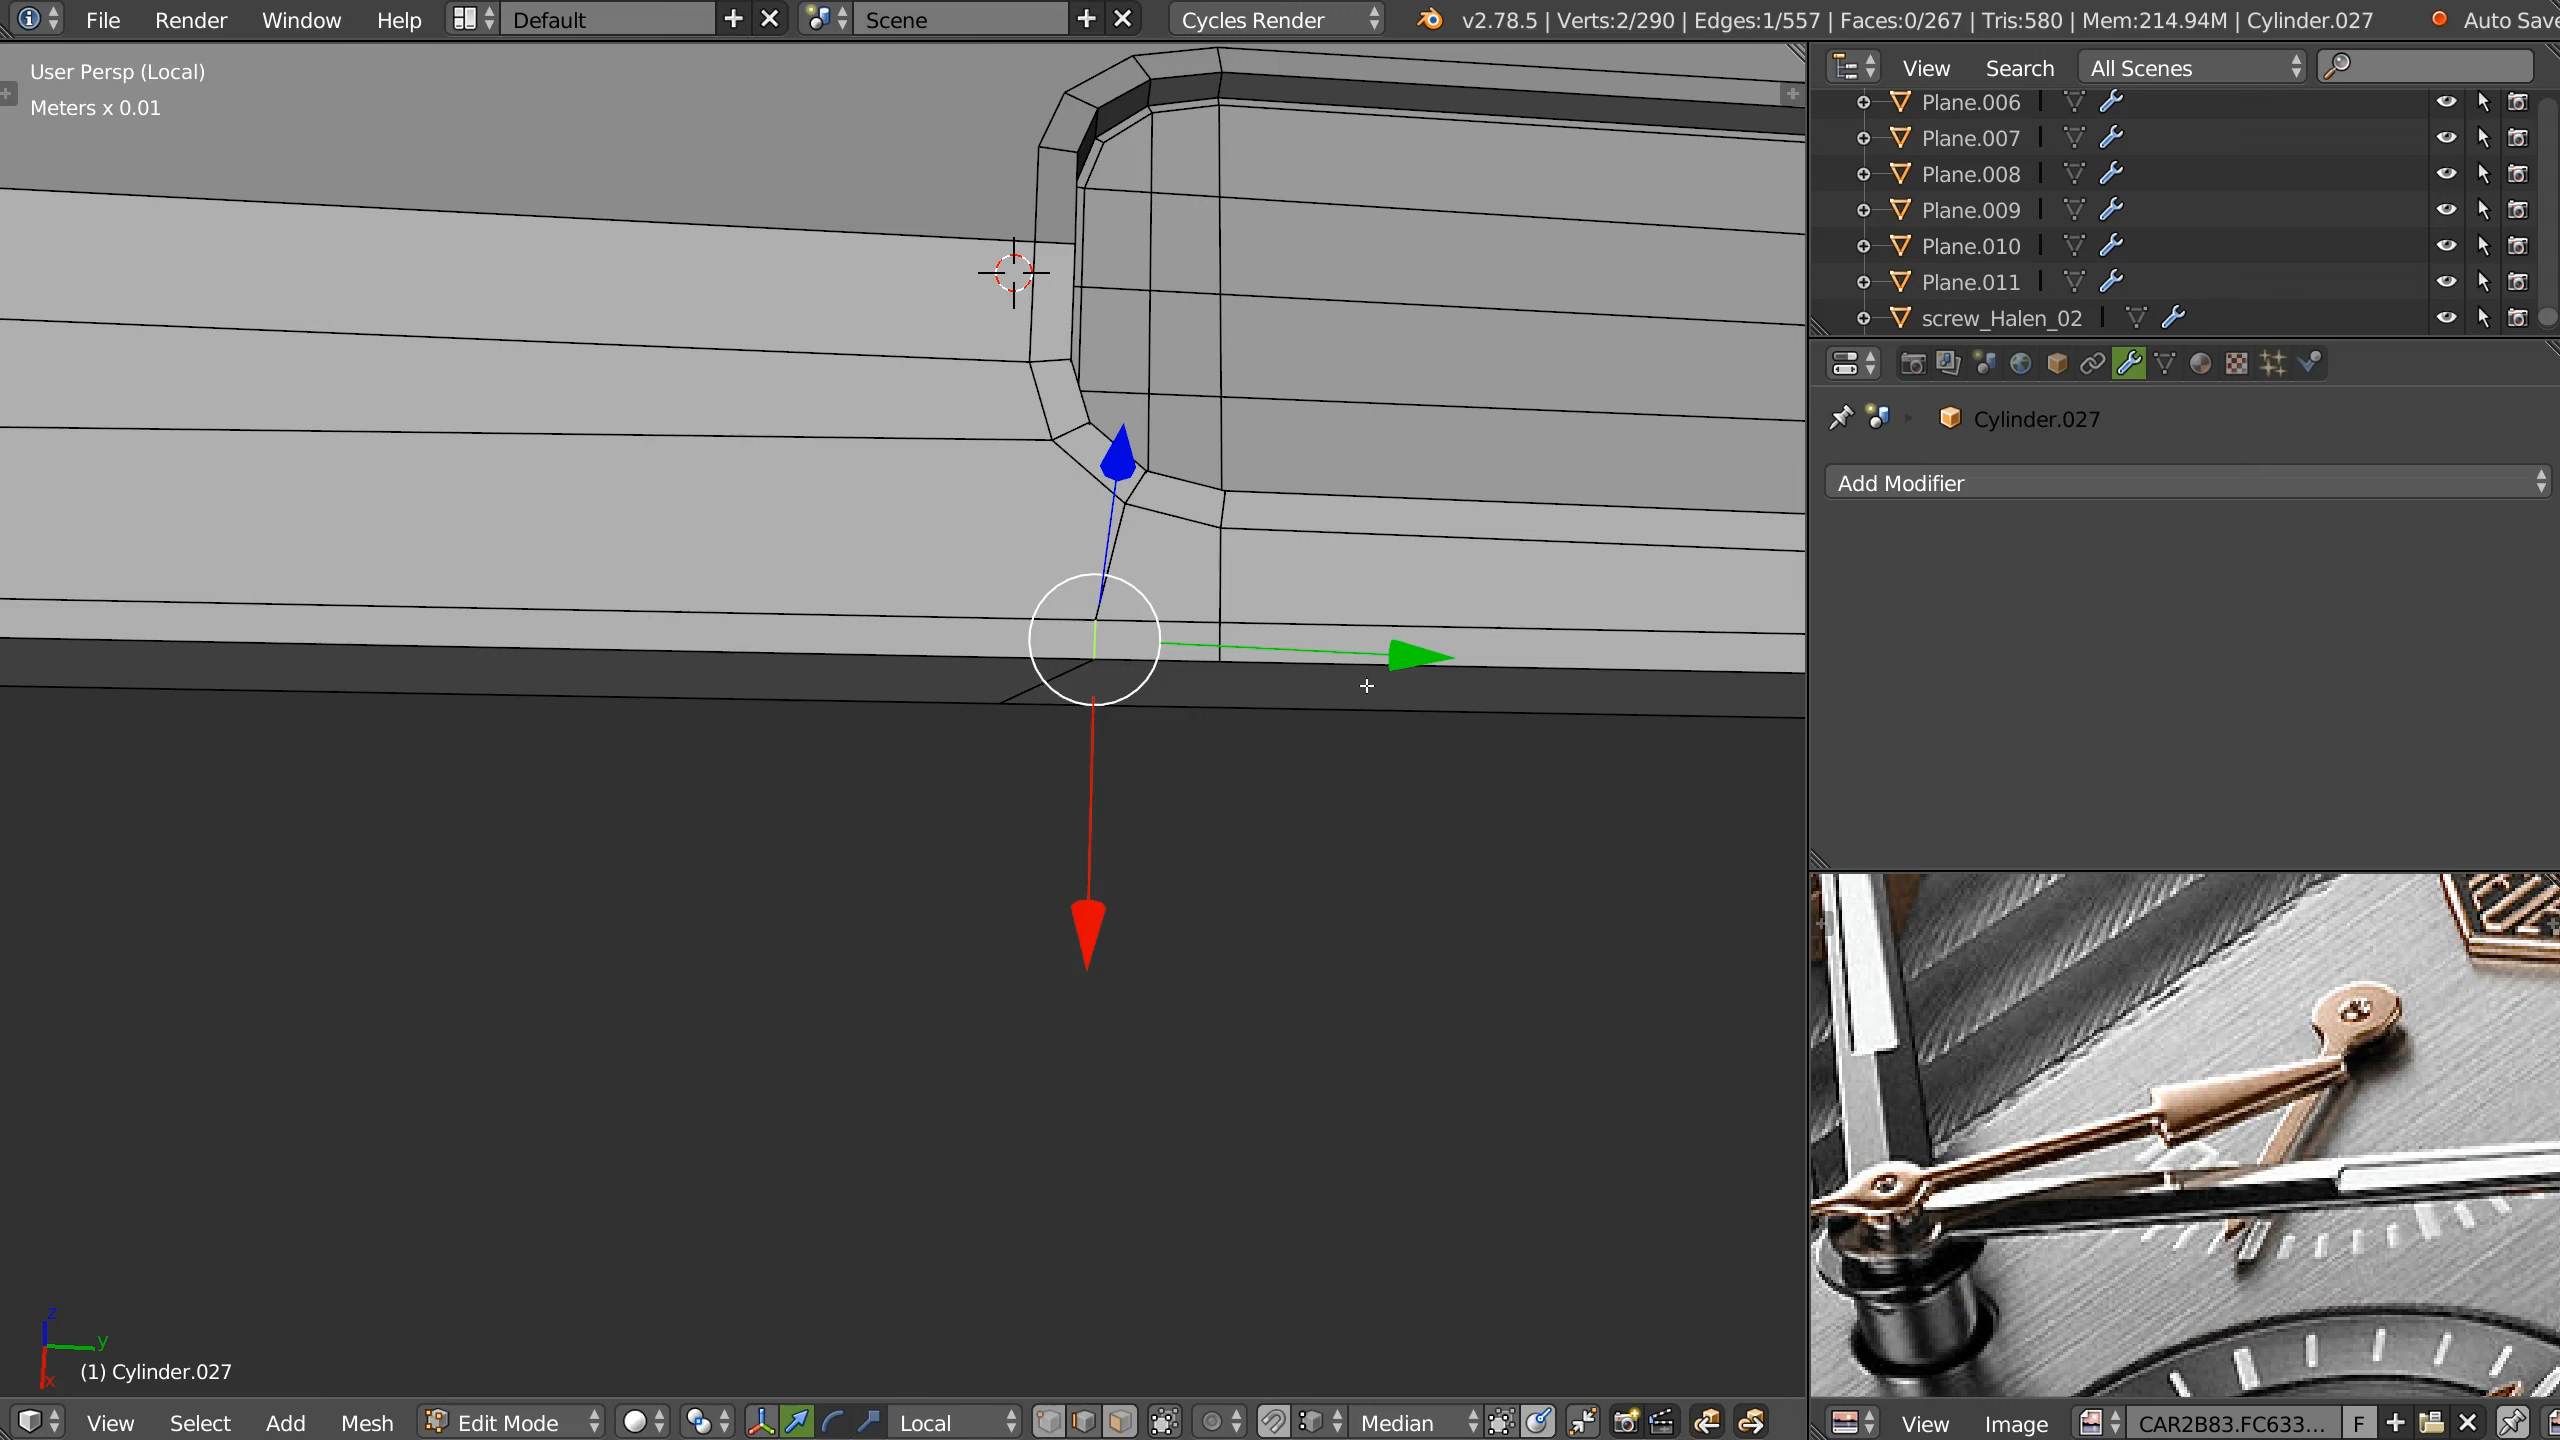 File Render Window Help Default Scene Cycles Render v2.78.5 | Verts:2/290 | Edges:1/557 | Faces:0/267 | Tris:580 | Mem:214.94M | Cylinder.027 Auto Save
User Persp (Local)
Meters x 0.01
View Search All Scenes
Plane.006
Plane.007
Plane.008
Plane.009
Plane.010
Plane.011
screw_Halen_02
Cylinder.027
Add Modifier
z
y
x
(1) Cylinder.027
View Select Add Mesh Edit Mode Local Median
View Image CAR2B83.FC633... F